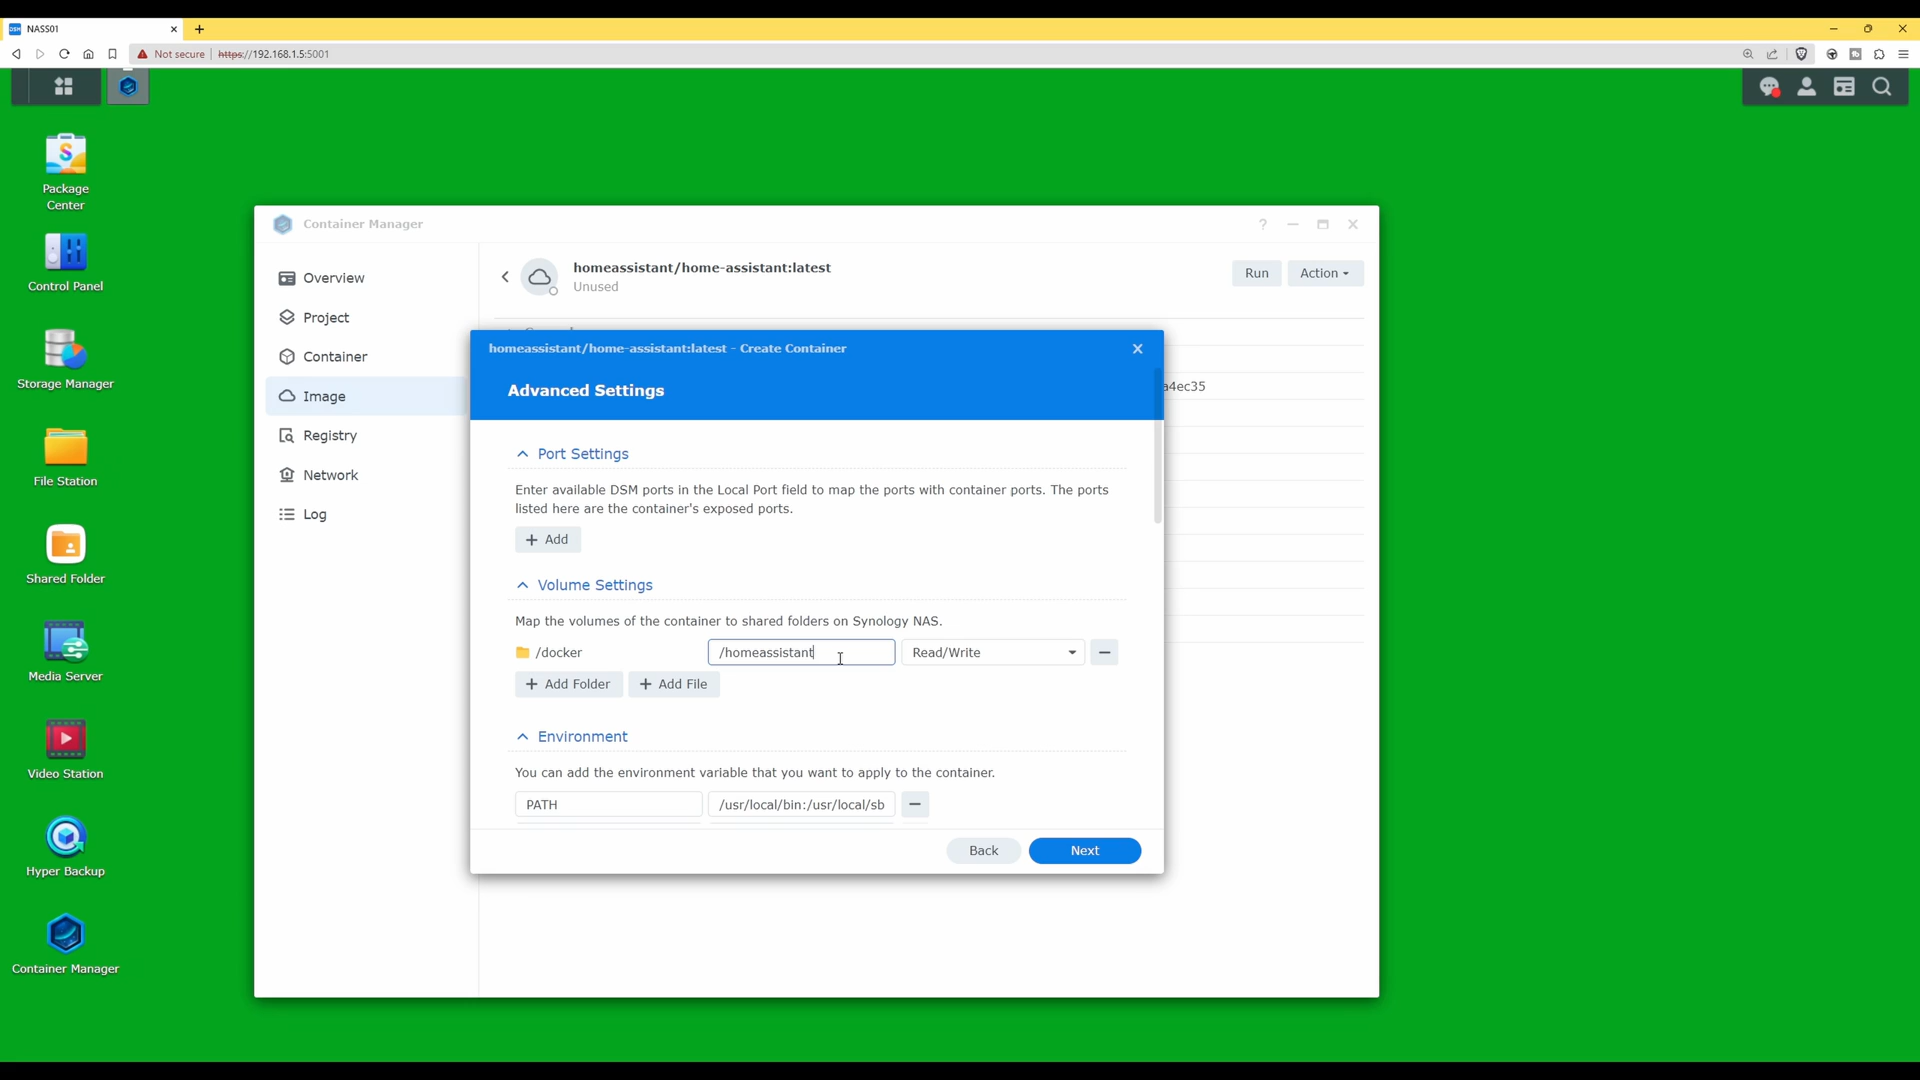 NASS01
Not secure
https://192.168.1.5:5001
Package
Center
Control Panel
Storage Manager
File Station
Shared Folder
Media Server
Video Station
Hyper Backup
Container Manager
Container Manager
Overview
Project
Container
Image
Registry
Network
Log
homeassistant/home-assistant:latest
Unused
Run
Action
a4ec35
homeassistant/home-assistant:latest - Create Container
Advanced Settings
Port Settings
Enter available DSM ports in the Local Port field to map the ports with container ports. The ports
listed here are the container's exposed ports.
Add
Volume Settings
Map the volumes of the container to shared folders on Synology NAS.
/docker
/homeassistant
Read/Write
Add Folder
Add File
Environment
You can add the environment variable that you want to apply to the container.
PATH
/usr/local/bin:/usr/local/sb
Back
Next